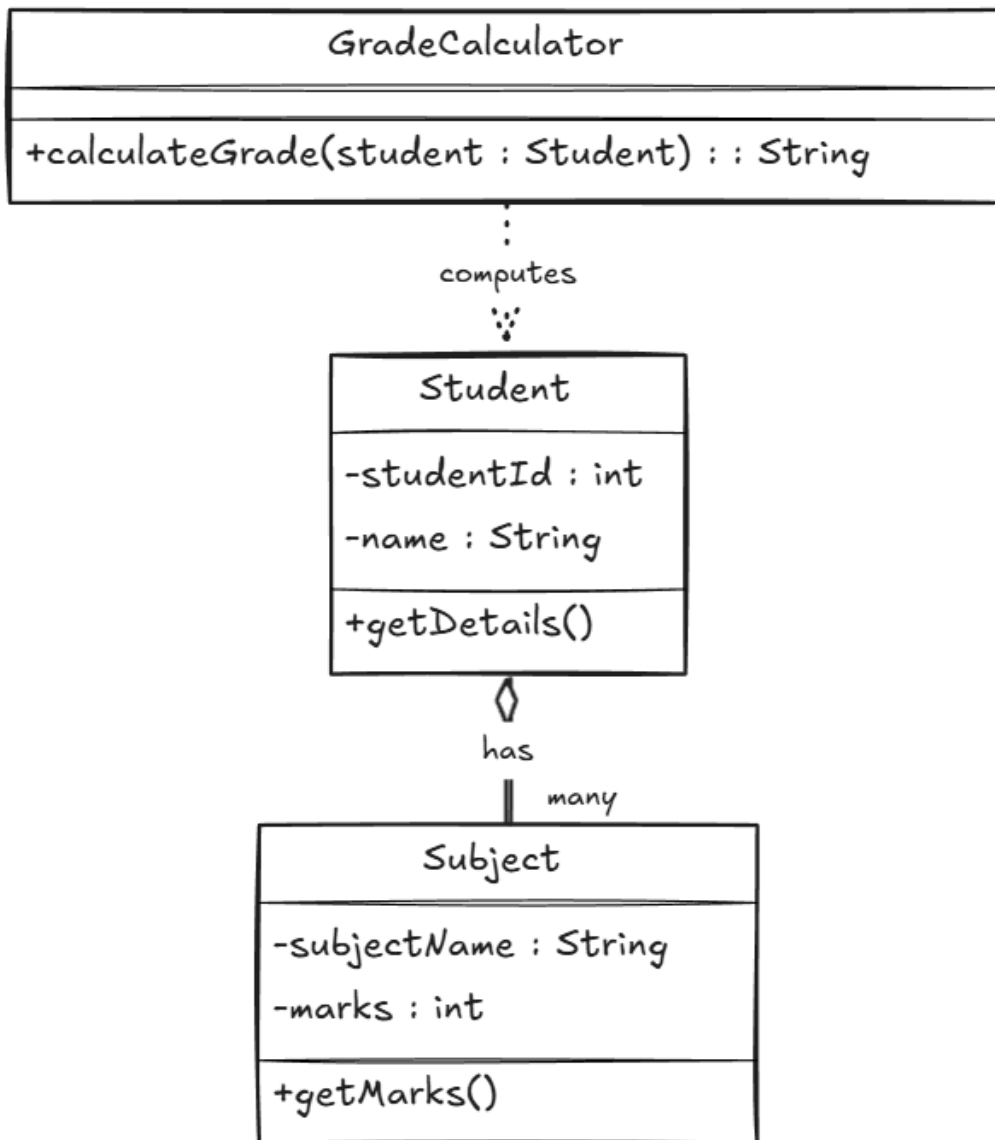 GradeCalculator
+calculateGrade(student : Student) : : String
computes
Student
-studentId : int
-name : String
+getDetails()
has
many
Subject
-subjectName : String
-marks : int
+getMarks()